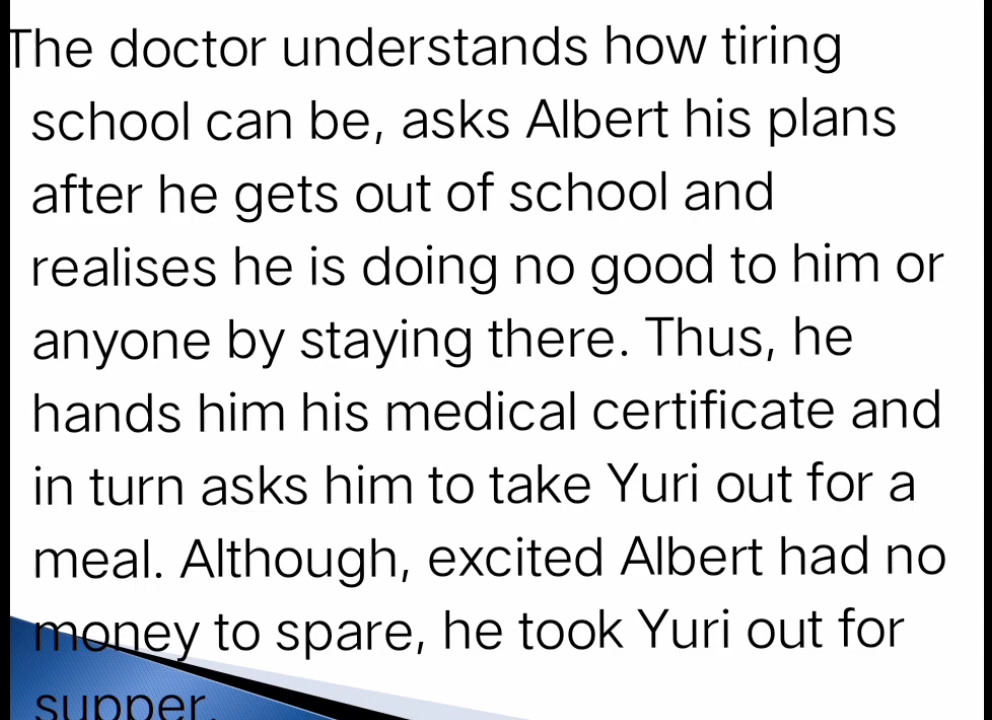 The doctor understands how tiring
school can be, asks Albert his plans
after he gets out of school and
realises he is doing no good to him or
anyone by staying there. Thus, he
hands him his medical certificate and
in turn asks him to take Yuri out for a
meal. Although, excited Albert had no
money to spare, he took Yuri out for
supper.